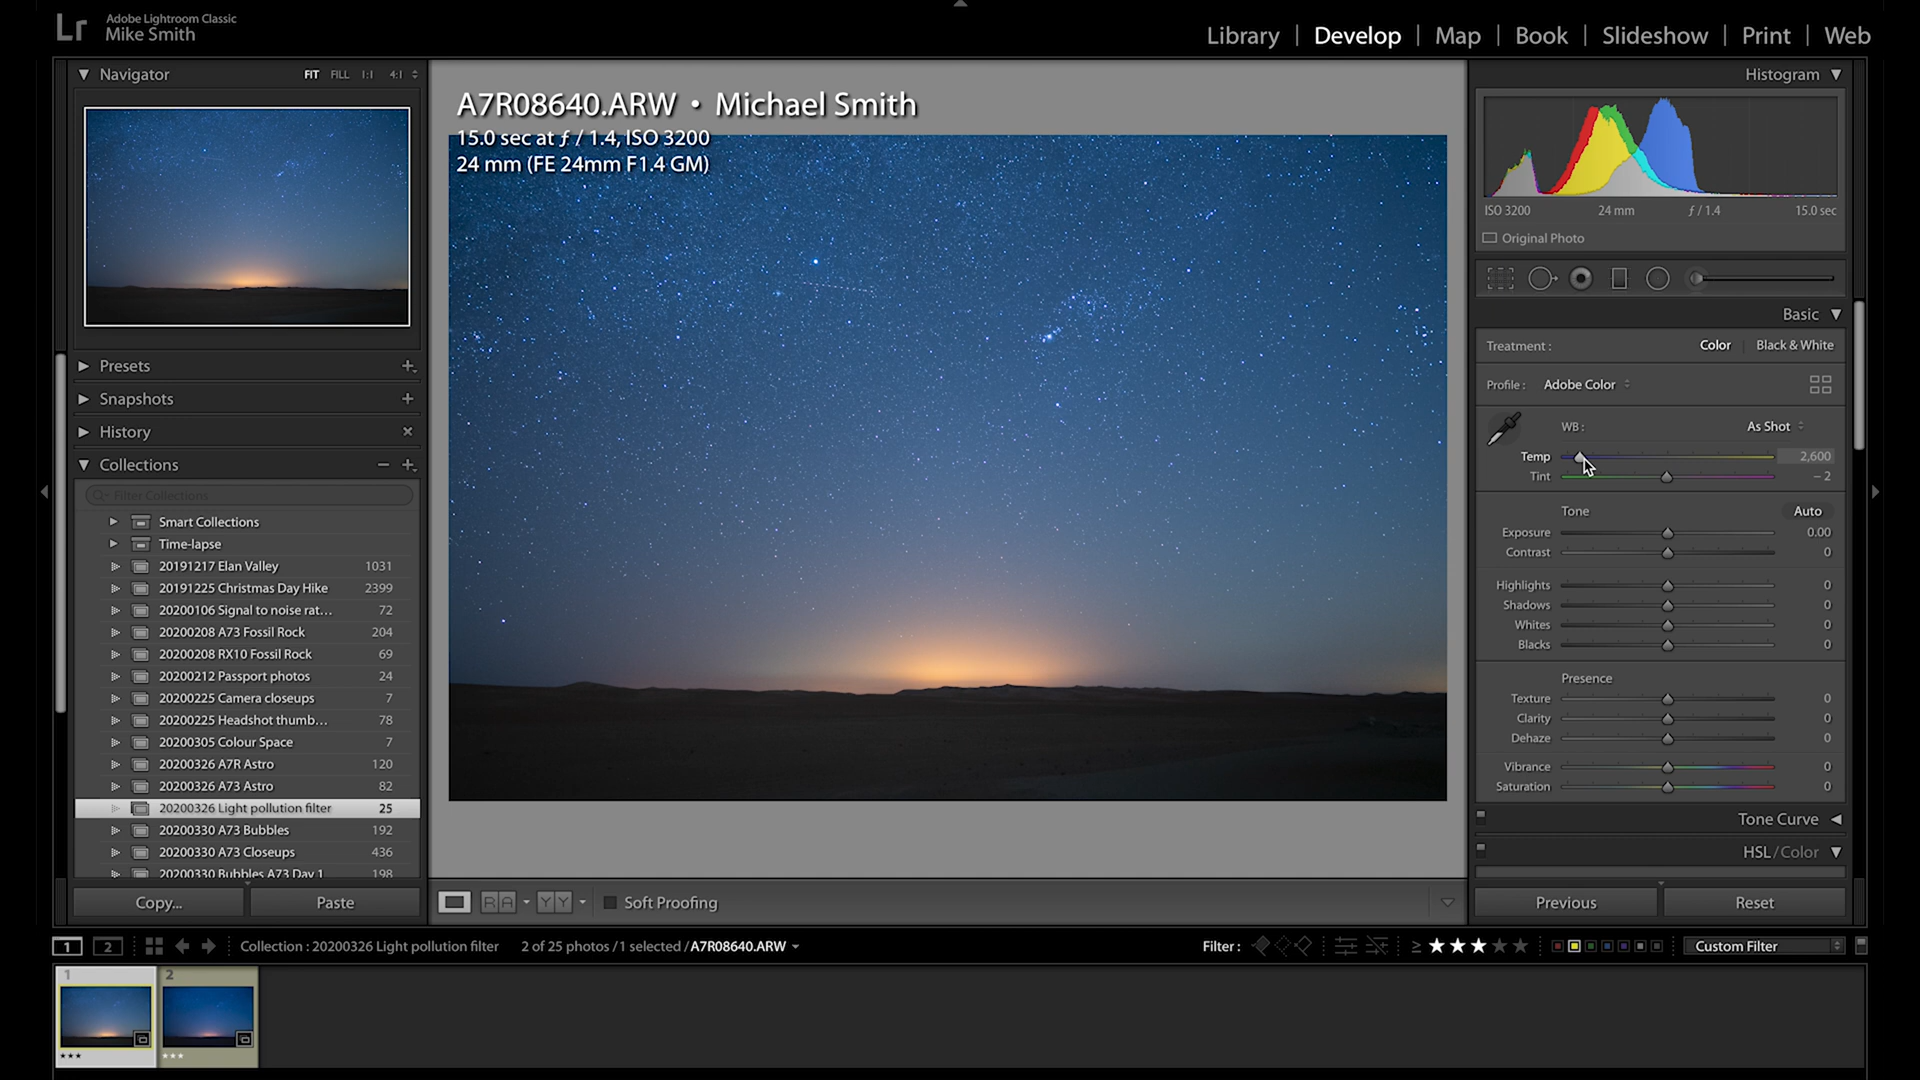 Lr Adobe Lightroom Classic
Mike Smith
Library | Develop | Map | Book | Slideshow | Print | Web
Navigator FIT FILL 1:1 4:1
Presets
Snapshots
History
Collections
Filter Collections
Smart Collections
Time-lapse
20191217 Elan Valley 1031
20191225 Christmas Day Hike 2399
20200106 Signal to noise rat... 72
20200208 A73 Fossil Rock 204
20200208 RX10 Fossil Rock 69
20200212 Passport photos 24
20200225 Camera closeups 7
20200225 Headshot thumb... 78
20200305 Colour Space 7
20200326 A7R Astro 120
20200326 A73 Astro 82
20200326 Light pollution filter 25
20200330 A73 Bubbles 192
20200330 A73 Closeups 436
20200330 Bubbles A73 Day 1 198
Copy... Paste
A7R08640.ARW • Michael Smith
15.0 sec at ƒ / 1.4, ISO 3200
24 mm (FE 24mm F1.4 GM)
RA YY Soft Proofing
Histogram
ISO 3200 24 mm ƒ / 1.4 15.0 sec
Original Photo
Basic
Treatment : Color | Black & White
Profile : Adobe Color
WB : As Shot
Temp 2,600
Tint – 2
Tone Auto
Exposure 0.00
Contrast 0
Highlights 0
Shadows 0
Whites 0
Blacks 0
Presence
Texture 0
Clarity 0
Dehaze 0
Vibrance 0
Saturation 0
Tone Curve
HSL / Color
Previous Reset
1 2 Collection : 20200326 Light pollution filter 2 of 25 photos / 1 selected / A7R08640.ARW Filter : ≥ ★★★★★ Custom Filter
1 2
★★★ ★★★